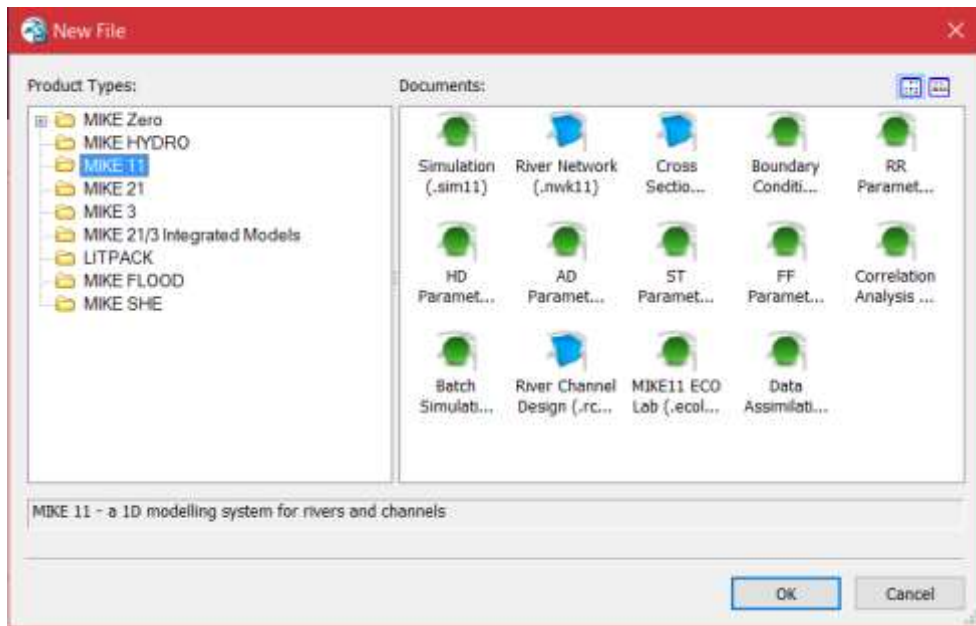 New File
Product Types:
MIKE Zero
MIKE HYDRO
MIKE 11
MIKE 21
MIKE 3
MIKE 21/3 Integrated Models
LITPACK
MIKE FLOOD
MIKE SHE
Documents:
Simulation
(.sim11)
River Network
(.nwk11)
Cross
Sectio...
Boundary
Conditi...
RR
Paramet...
HD
Paramet...
AD
Paramet...
ST
Paramet...
FF
Paramet...
Correlation
Analysis ...
Batch
Simulati...
River Channel
Design (.rc...
MIKE11 ECO
Lab (.ecol...
Data
Assimilati...
MIKE 11 - a 1D modelling system for rivers and channels
OK
Cancel